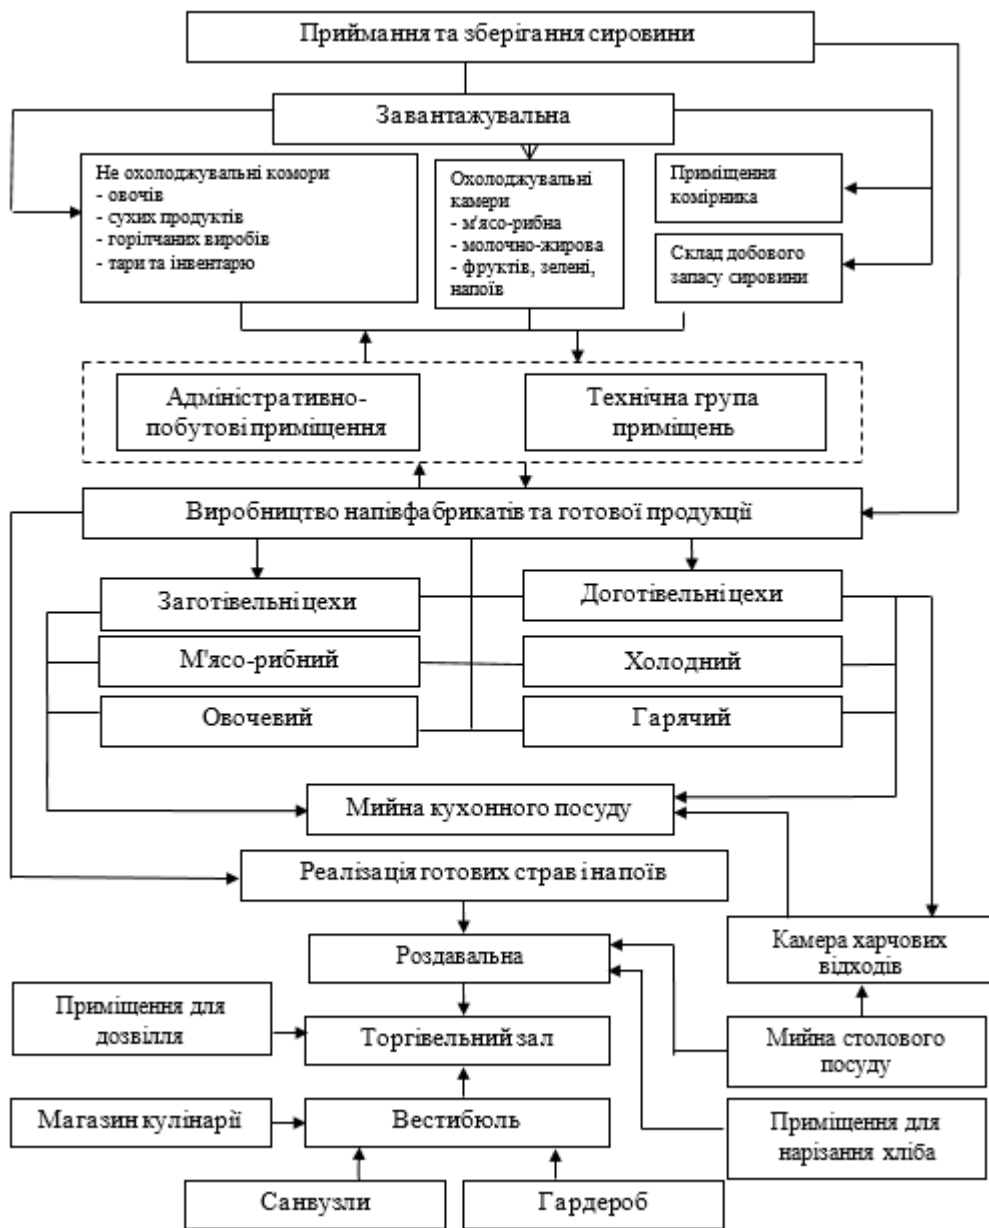 Приймання та зберігання сировини
Завантажувальна
Не охолоджувальні комори
- овочів
- сухих продуктів
- горілчаних виробів
- тари та інвентарю
Охолоджувальні
камери
- м'ясо-рибна
- молочно-жирова
- фруктів, зелені,
напоїв
Приміщення
комірника
Склад добового
запасу сировини
Адміністративно-
побутові приміщення
Технічна група
приміщень
Виробництво напівфабрикатів та готової продукції
Заготівельні цехи
Доготівельні цехи
М'ясо-рибний
Холодний
Овочевий
Гарячий
Мийна кухонного посуду
Реалізація готових страв і напоїв
Роздавальна
Камера харчових
відходів
Приміщення для
дозвілля
Торгівельний зал
Мийна столового
посуду
Магазин кулінарії
Вестибюль
Приміщення для
нарізання хліба
Санвузли
Гардероб